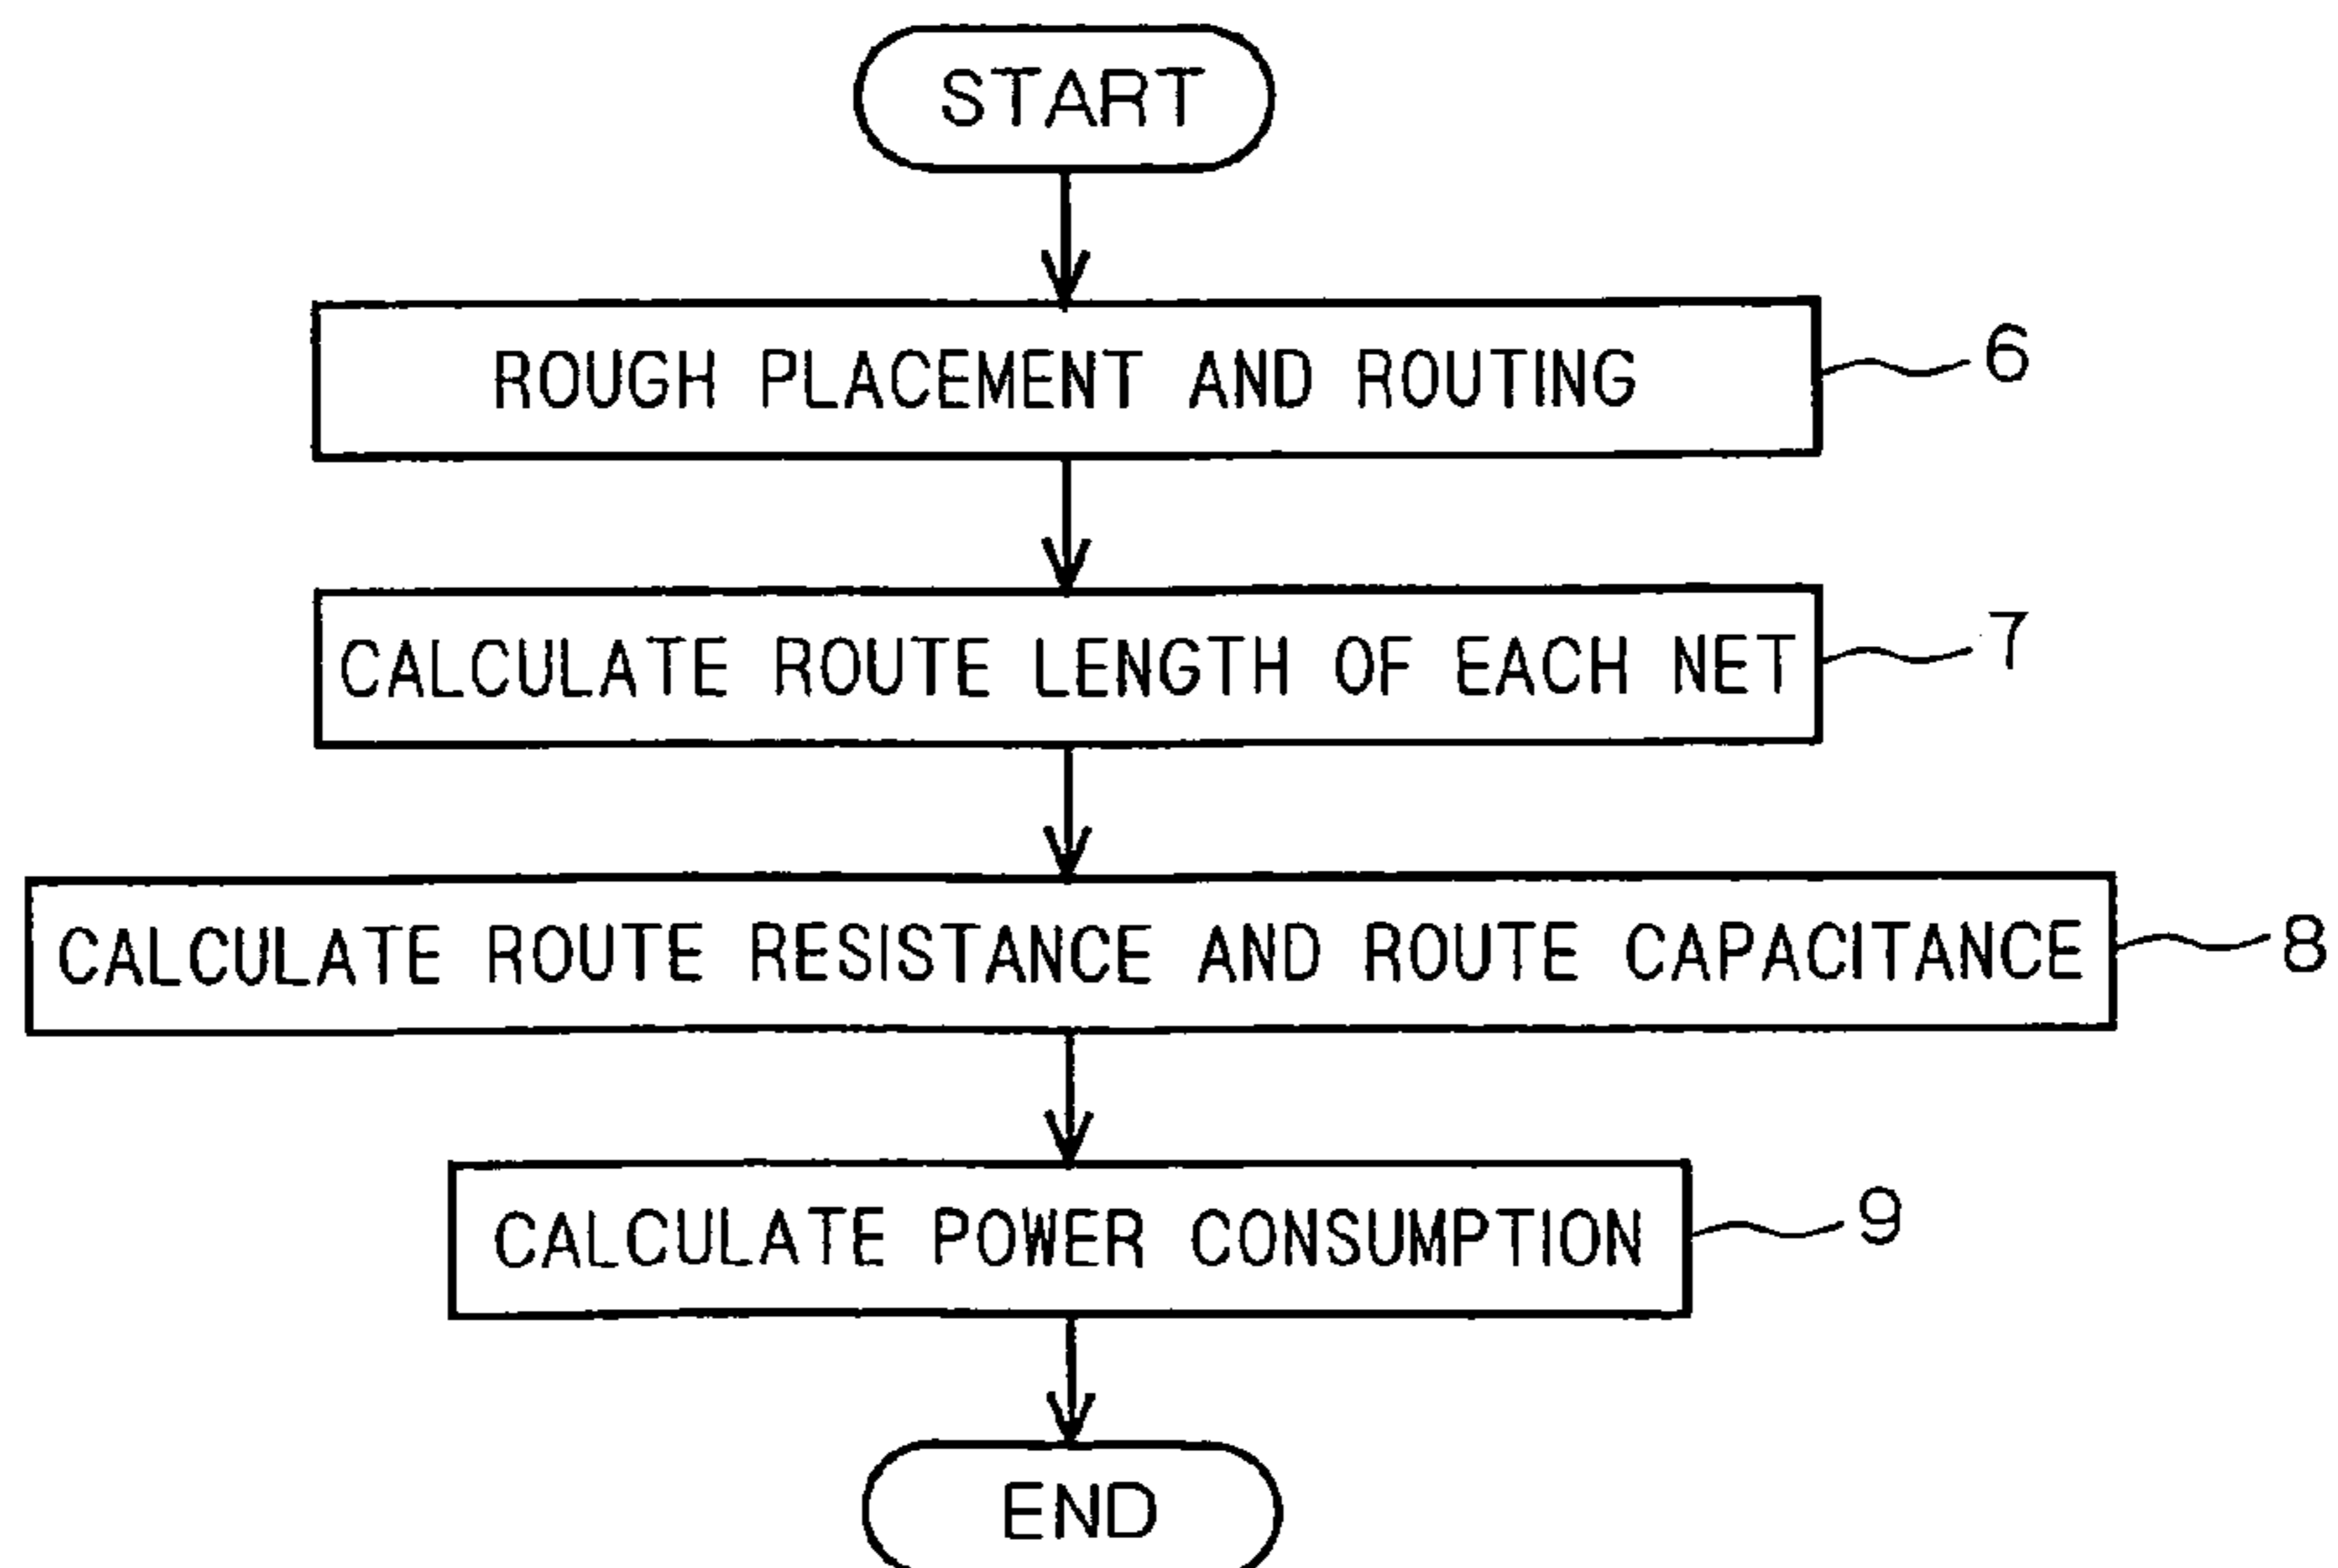 START
ROUGH PLACEMENT AND ROUTING
6
CALCULATE ROUTE LENGTH OF EACH NET
7
CALCULATE ROUTE RESISTANCE AND ROUTE CAPACITANCE
8
CALCULATE POWER CONSUMPTION
9
END